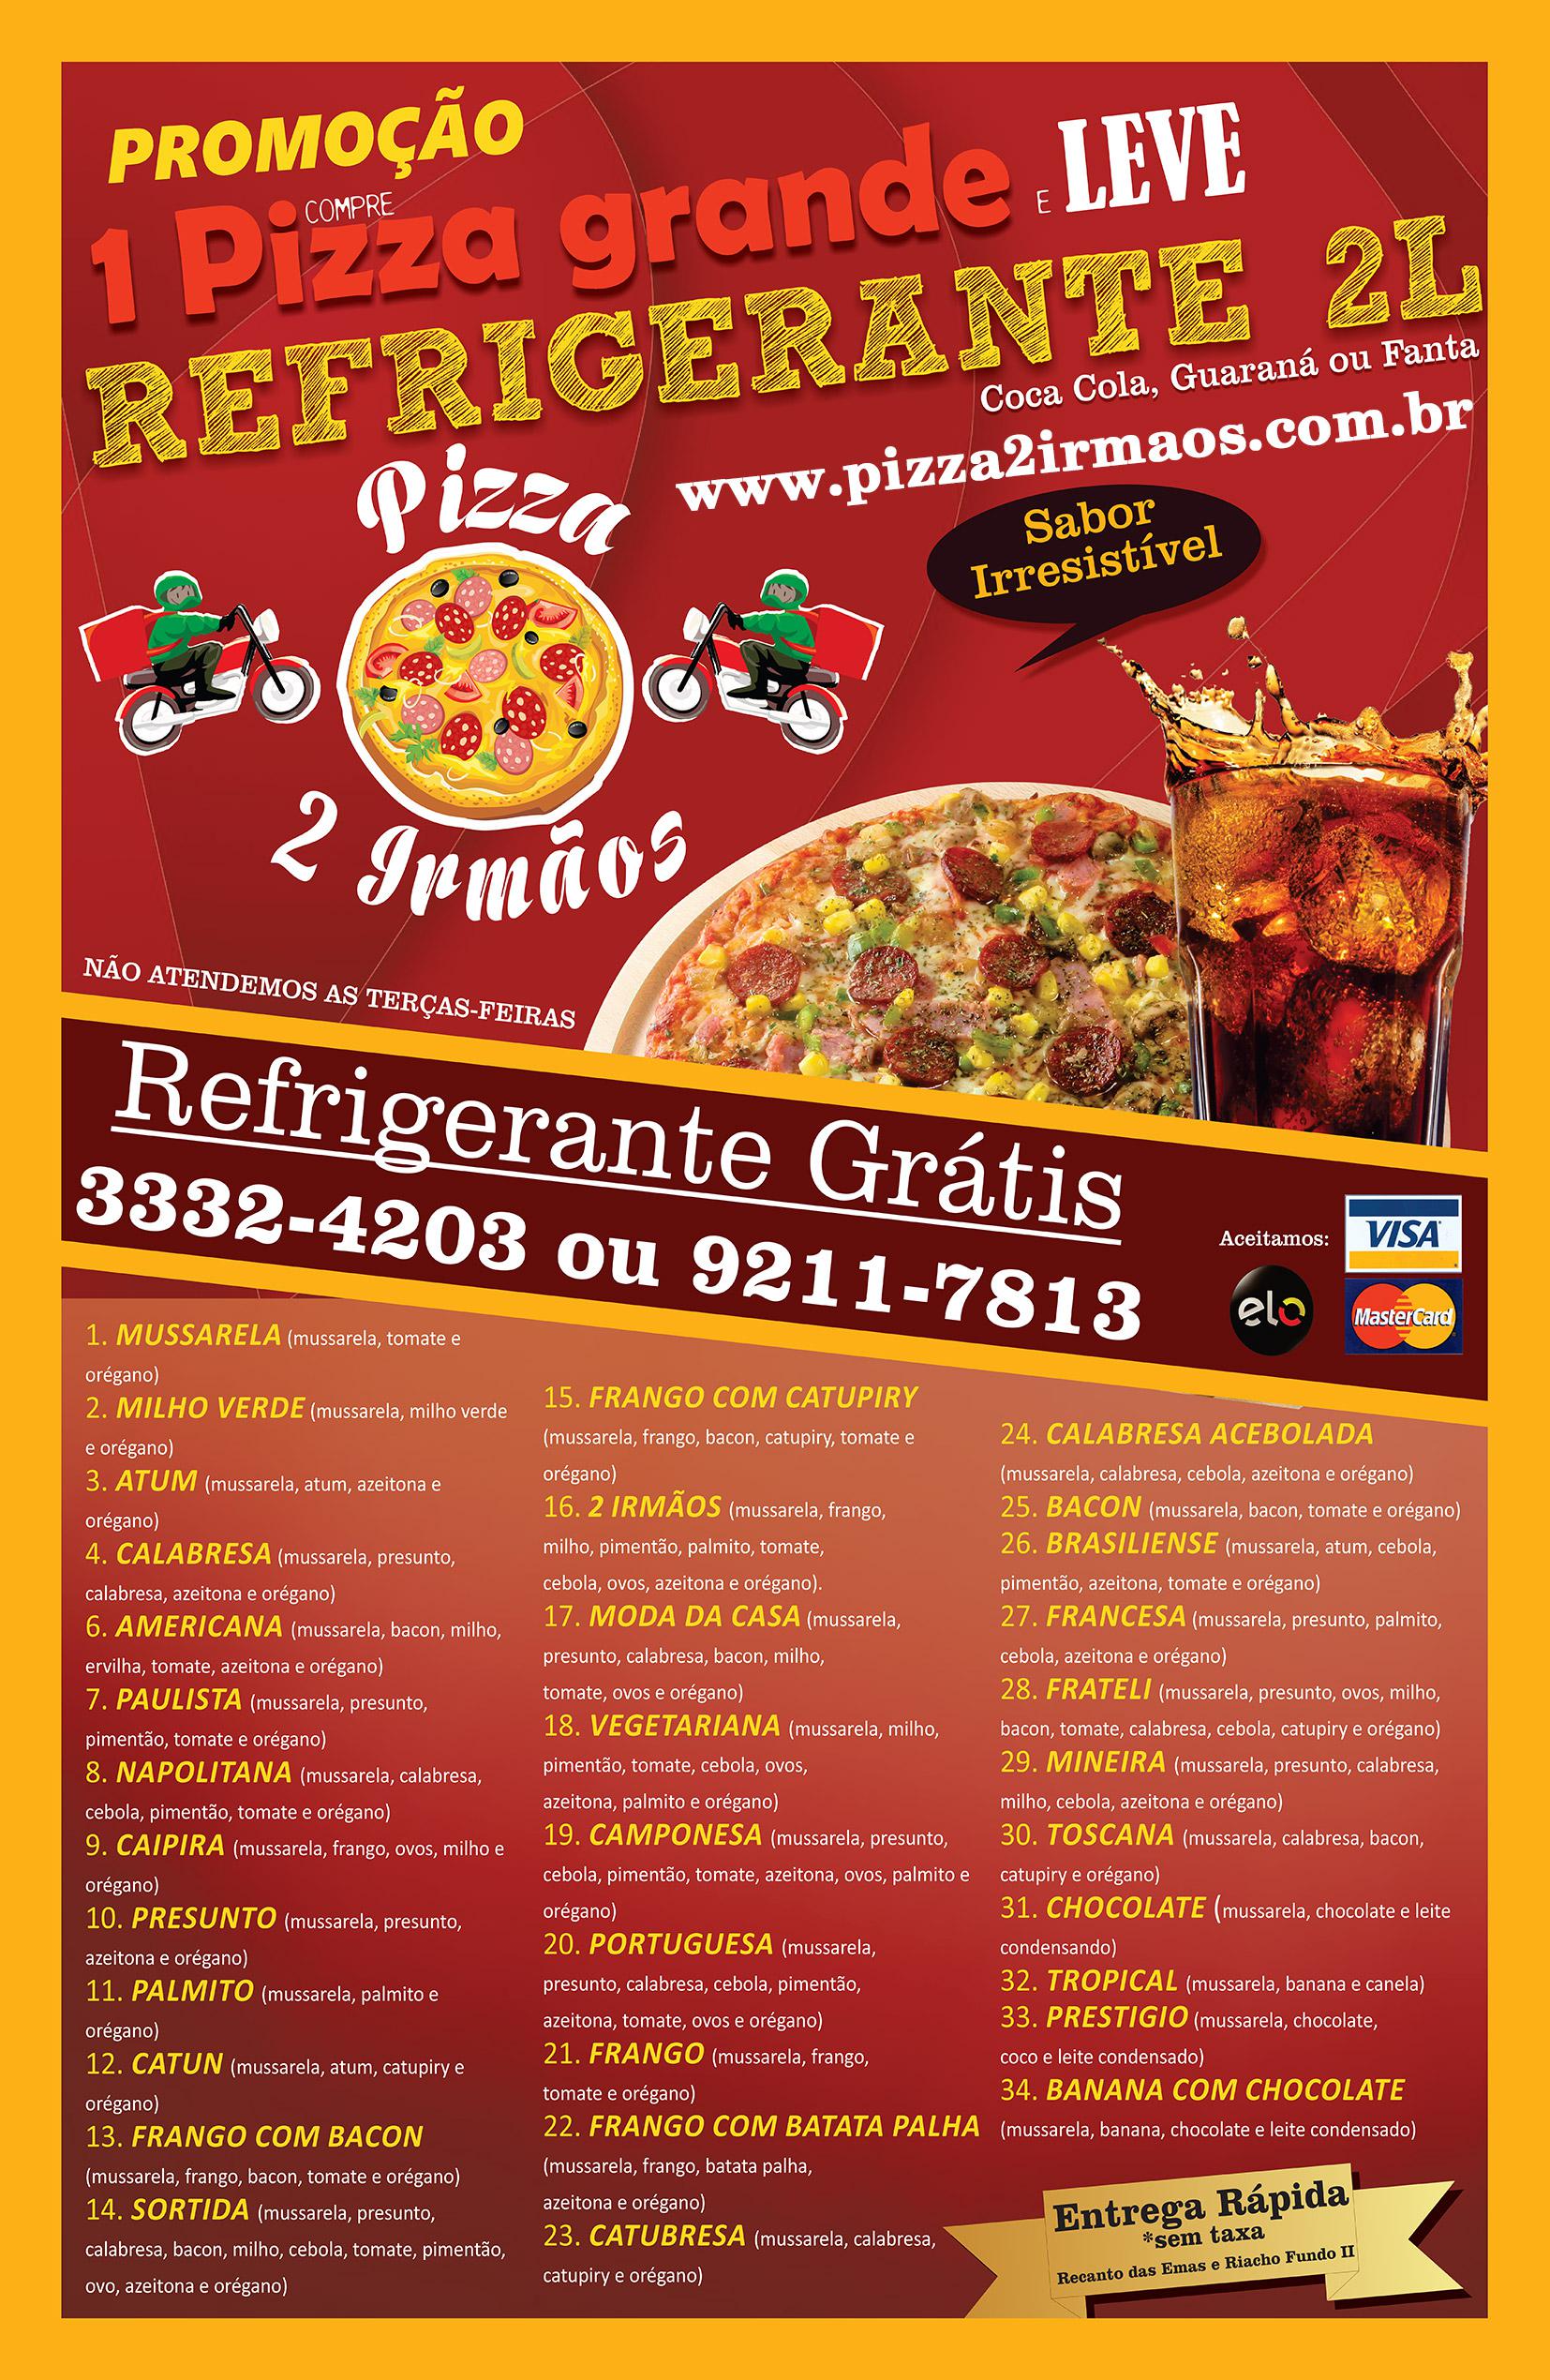 PROMOÇÃO
COMPRE
1 Pizza grande E LEVE
REFRIGERANTE 2L
Coca Cola, Guaraná ou Fanta
www.pizza2irmaos.com.br
Sabor
Irresistível
Pizza
2 Irmãos
NÃO ATENDEMOS AS TERÇAS-FEIRAS
Refrigerante Grátis
3332-4203 ou 9211-7813
Aceitamos:
VISA
elo
MasterCard
1. MUSSARELA (mussarela, tomate e
orégano)
2. MILHO VERDE (mussarela, milho verde
e orégano)
3. ATUM (mussarela, atum, azeitona e
orégano)
4. CALABRESA (mussarela, presunto,
calabresa, azeitona e orégano)
6. AMERICANA (mussarela, bacon, milho,
ervilha, tomate, azeitona e orégano)
7. PAULISTA (mussarela, presunto,
pimentão, tomate e orégano)
8. NAPOLITANA (mussarela, calabresa,
cebola, pimentão, tomate e orégano)
9. CAIPIRA (mussarela, frango, ovos, milho e
orégano)
10. PRESUNTO (mussarela, presunto,
azeitona e orégano)
11. PALMITO (mussarela, palmito e
orégano)
12. CATUN (mussarela, atum, catupiry e
orégano)
13. FRANGO COM BACON
(mussarela, frango, bacon, tomate e orégano)
14. SORTIDA (mussarela, presunto,
calabresa, bacon, milho, cebola, tomate, pimentão,
ovo, azeitona e orégano)
15. FRANGO COM CATUPIRY
(mussarela, frango, bacon, catupiry, tomate e
orégano)
16. 2 IRMÃOS (mussarela, frango,
milho, pimentão, palmito, tomate,
cebola, ovos, azeitona e orégano).
17. MODA DA CASA (mussarela,
presunto, calabresa, bacon, milho,
tomate, ovos e orégano)
18. VEGETARIANA (mussarela, milho,
pimentão, tomate, cebola, ovos,
azeitona, palmito e orégano)
19. CAMPONESA (mussarela, presunto,
cebola, pimentão, tomate, azeitona, ovos, palmito e
orégano)
20. PORTUGUESA (mussarela,
presunto, calabresa, cebola, pimentão,
azeitona, tomate, ovos e orégano)
21. FRANGO (mussarela, frango,
tomate e orégano)
22. FRANGO COM BATATA PALHA
(mussarela, frango, batata palha,
azeitona e orégano)
23. CATUBRESA (mussarela, calabresa,
catupiry e orégano)
24. CALABRESA ACEBOLADA
(mussarela, calabresa, cebola, azeitona e orégano)
25. BACON (mussarela, bacon, tomate e orégano)
26. BRASILIENSE (mussarela, atum, cebola,
pimentão, azeitona, tomate e orégano)
27. FRANCESA (mussarela, presunto, palmito,
cebola, azeitona e orégano)
28. FRATELI (mussarela, presunto, ovos, milho,
bacon, tomate, calabresa, cebola, catupiry e orégano)
29. MINEIRA (mussarela, presunto, calabresa,
milho, cebola, azeitona e orégano)
30. TOSCANA (mussarela, calabresa, bacon,
catupiry e orégano)
31. CHOCOLATE (mussarela, chocolate e leite
condensando)
32. TROPICAL (mussarela, banana e canela)
33. PRESTIGIO (mussarela, chocolate,
coco e leite condensado)
34. BANANA COM CHOCOLATE
(mussarela, banana, chocolate e leite condensado)
Entrega Rápida
*sem taxa
Recanto das Emas e Riacho Fundo II